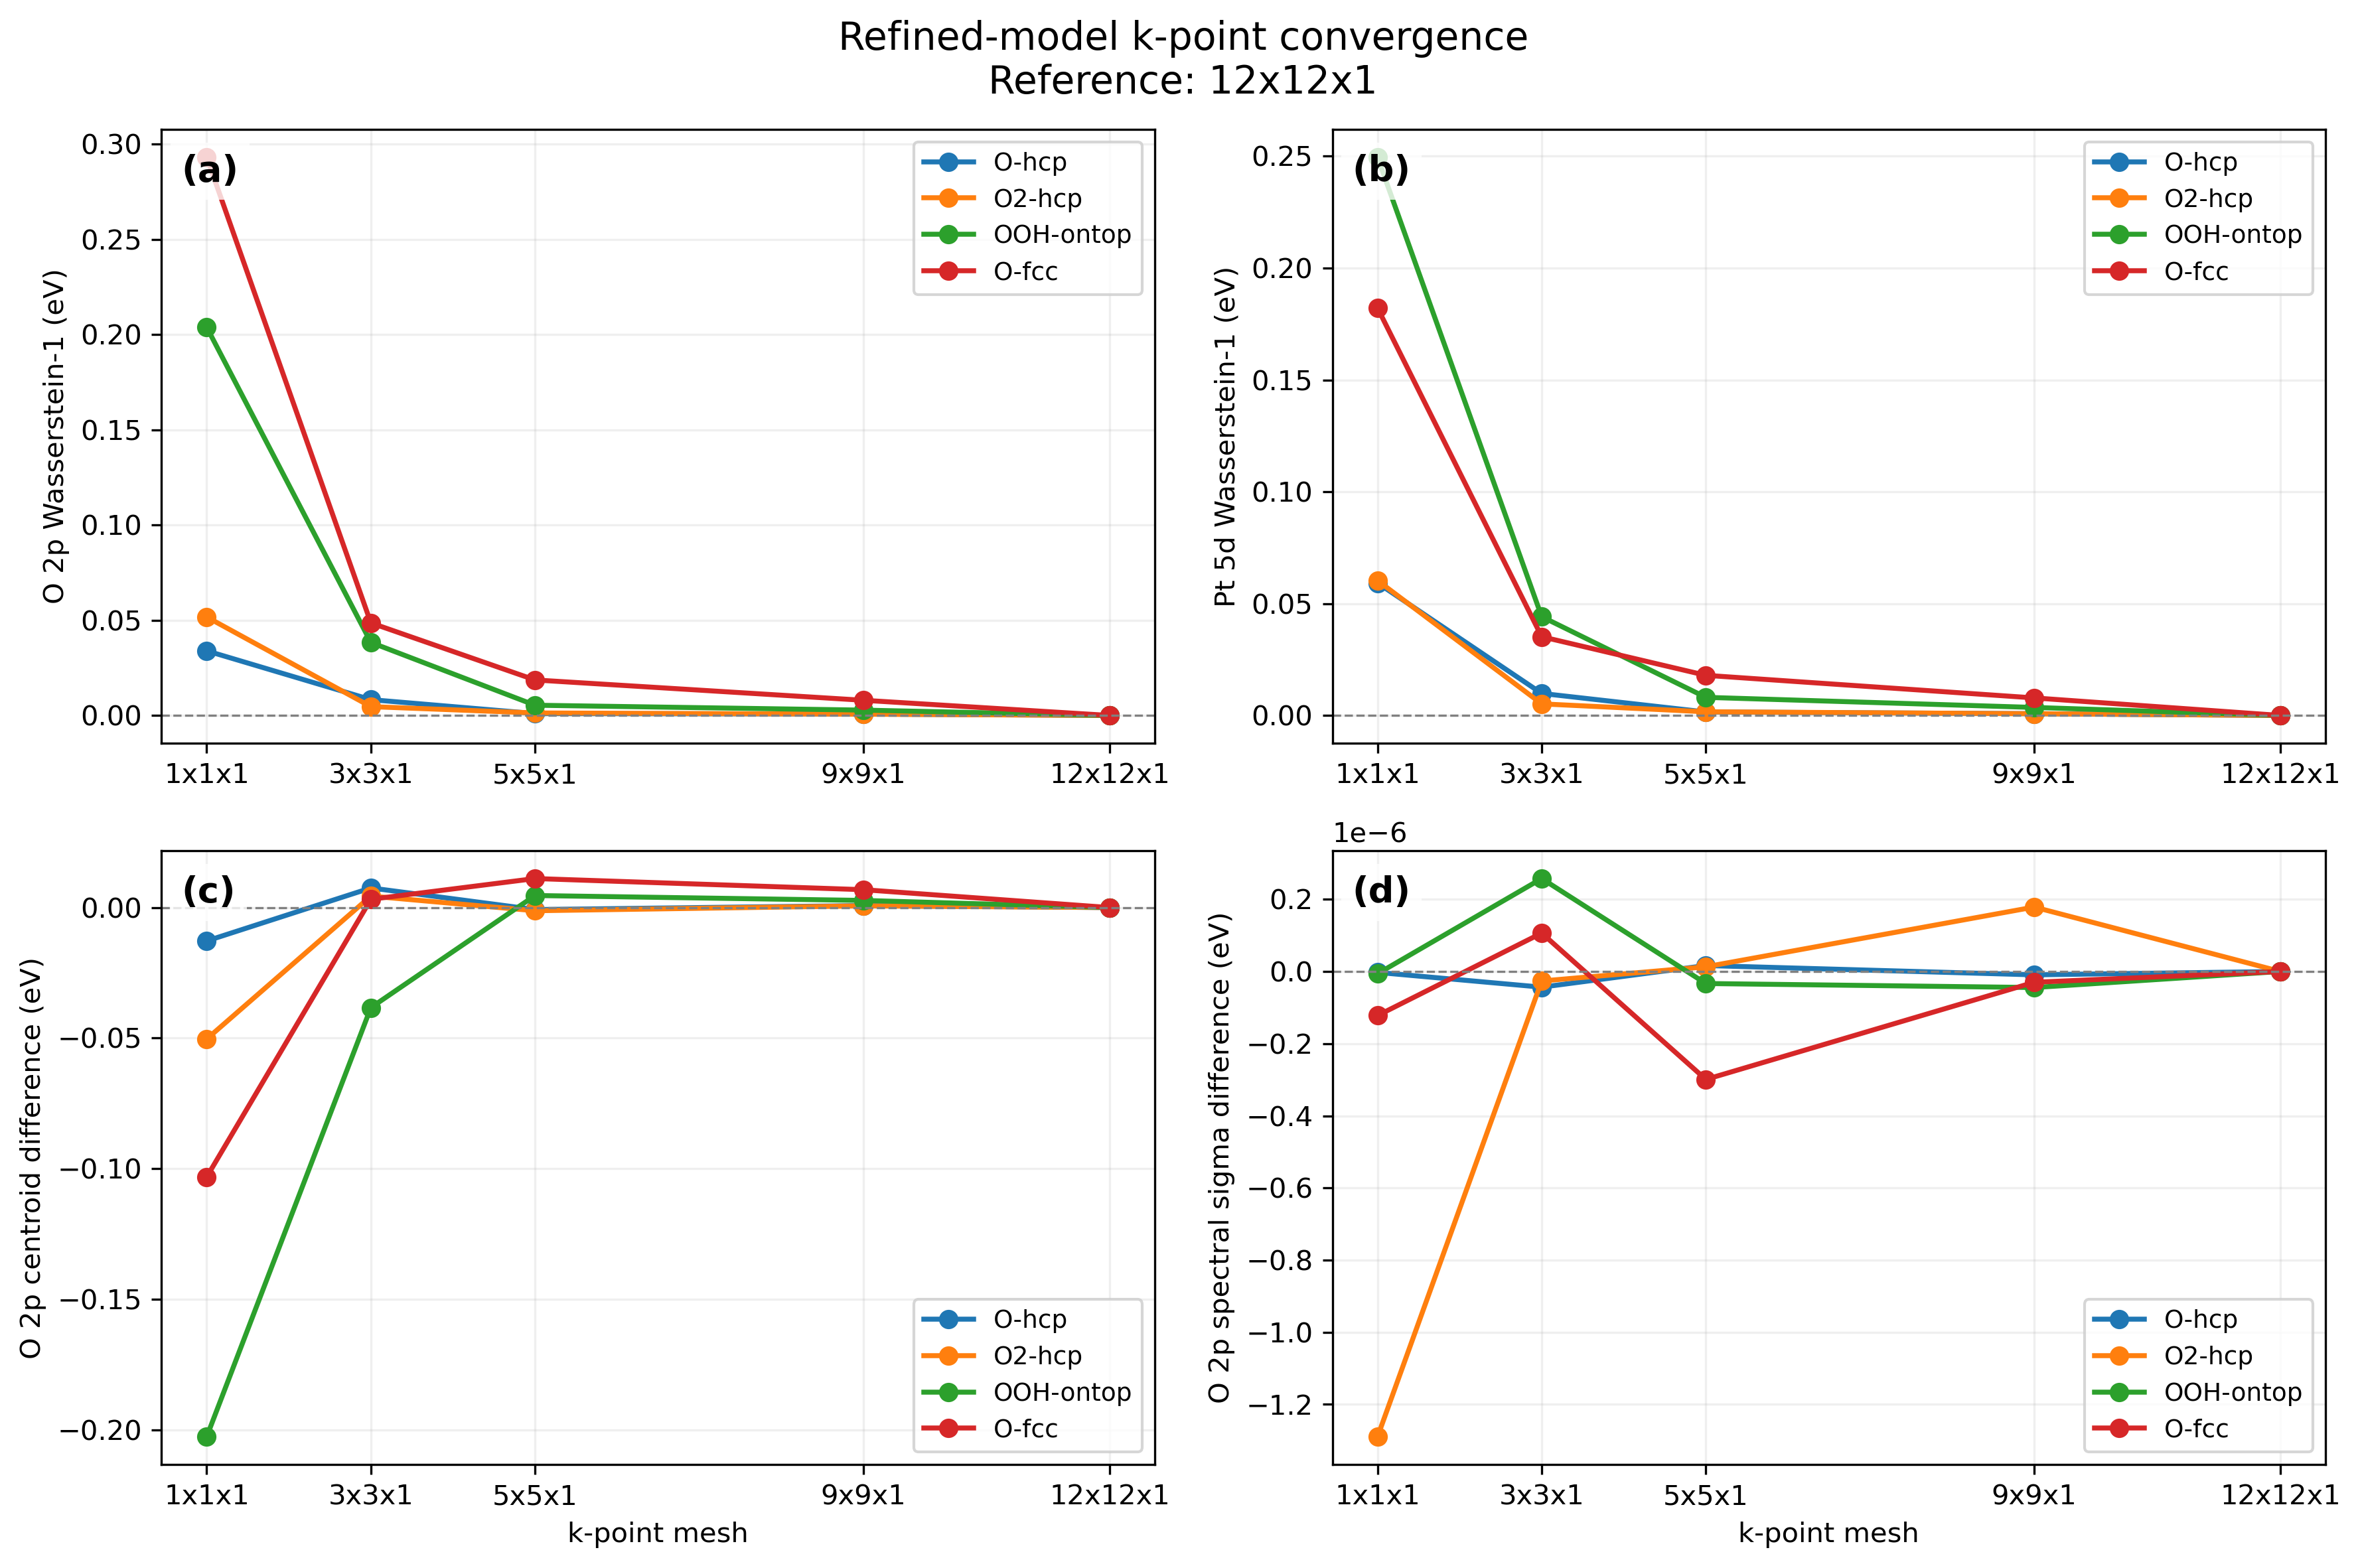 Refined-model k-point convergence
Reference: 12x12x1
(a)
O 2p Wasserstein-1 (eV)
0.30
0.25
0.20
0.15
0.10
0.05
0.00
1x1x1 3x3x1 5x5x1 9x9x1 12x12x1
O-hcp
O2-hcp
OOH-ontop
O-fcc
(b)
Pt 5d Wasserstein-1 (eV)
0.25
0.20
0.15
0.10
0.05
0.00
1x1x1 3x3x1 5x5x1 9x9x1 12x12x1
O-hcp
O2-hcp
OOH-ontop
O-fcc
(c)
O 2p centroid difference (eV)
0.00
−0.05
−0.10
−0.15
−0.20
1x1x1 3x3x1 5x5x1 9x9x1 12x12x1
k-point mesh
O-hcp
O2-hcp
OOH-ontop
O-fcc
1e−6
(d)
O 2p spectral sigma difference (eV)
0.2
0.0
−0.2
−0.4
−0.6
−0.8
−1.0
−1.2
1x1x1 3x3x1 5x5x1 9x9x1 12x12x1
k-point mesh
O-hcp
O2-hcp
OOH-ontop
O-fcc